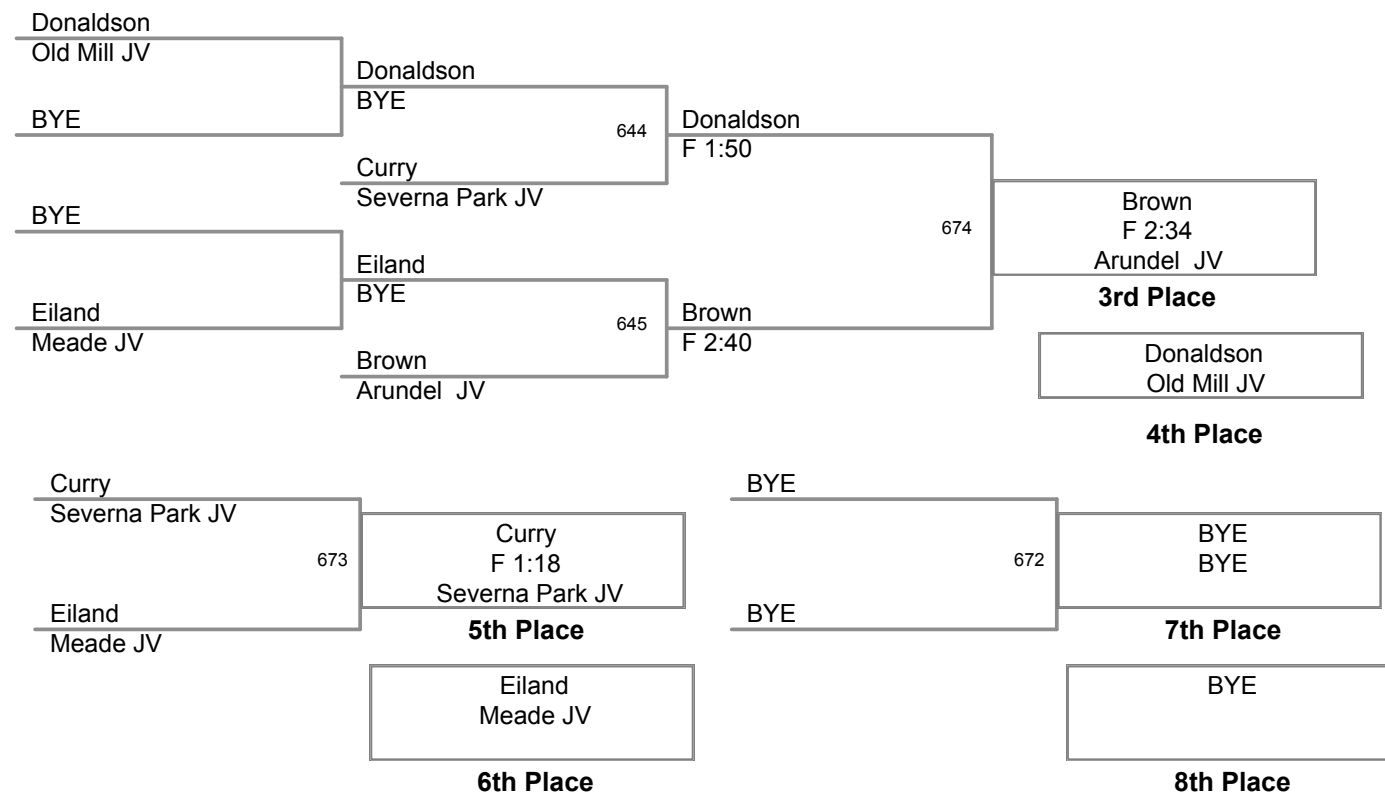 Donaldson
Old Mill JV
BYE
BYE
Eiland
Meade JV
Donaldson
BYE
644
Curry
Severna Park JV
Eiland
BYE
645
Brown
Arundel  JV
Donaldson
F 1:50
674
Brown
F 2:40
Brown
F 2:34
Arundel  JV
3rd Place
Donaldson
Old Mill JV
4th Place
Curry
Severna Park JV
673
Eiland
Meade JV
Curry
F 1:18
Severna Park JV
5th Place
Eiland
Meade JV
6th Place
BYE
672
BYE
BYE
BYE
7th Place
BYE
8th Place